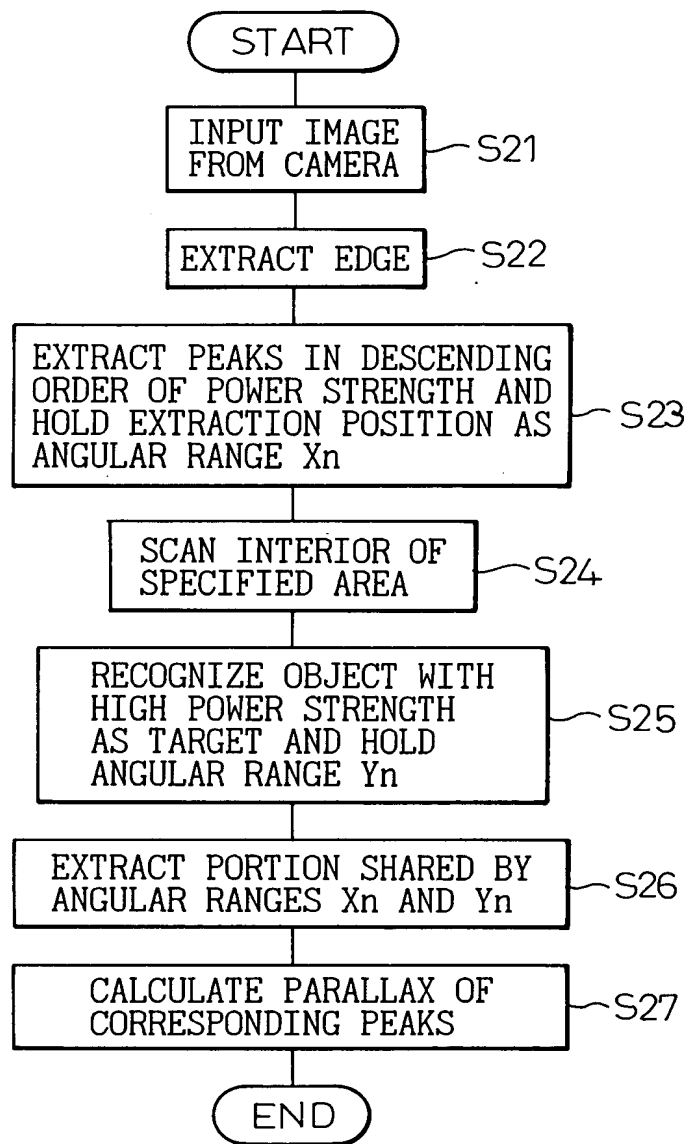 START
INPUT IMAGE
FROM CAMERA
S21
EXTRACT EDGE
S22
EXTRACT PEAKS IN DESCENDING
ORDER OF POWER STRENGTH AND
HOLD EXTRACTION POSITION AS
ANGULAR RANGE Xn
S23
SCAN INTERIOR OF
SPECIFIED AREA
S24
RECOGNIZE OBJECT WITH
HIGH POWER STRENGTH
AS TARGET AND HOLD
ANGULAR RANGE Yn
S25
EXTRACT PORTION SHARED BY
ANGULAR RANGES Xn AND Yn
S26
CALCULATE PARALLAX OF
CORRESPONDING PEAKS
S27
END